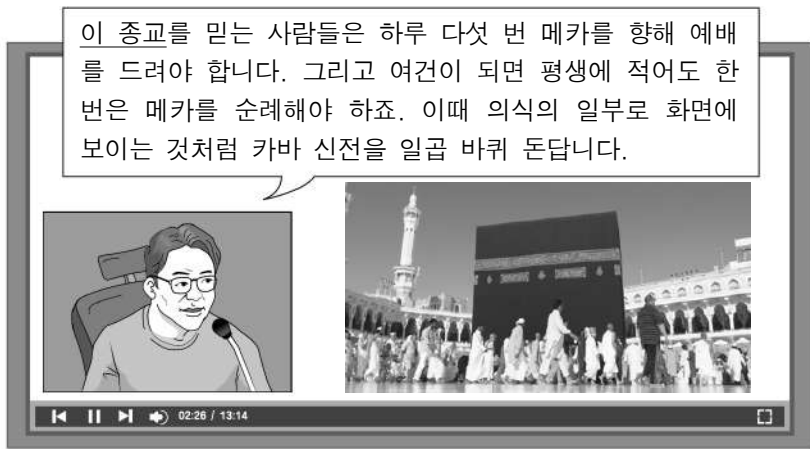 이 종교를 믿는 사람들은 하루 다섯 번 메카를 향해 예배
를 드려야 합니다. 그리고 여건이 되면 평생에 적어도 한
번은 메카를 순례해야 하죠. 이때 의식의 일부로 화면에
보이는 것처럼 카바 신전을 일곱 바퀴 돈답니다.
02:26 / 13:14